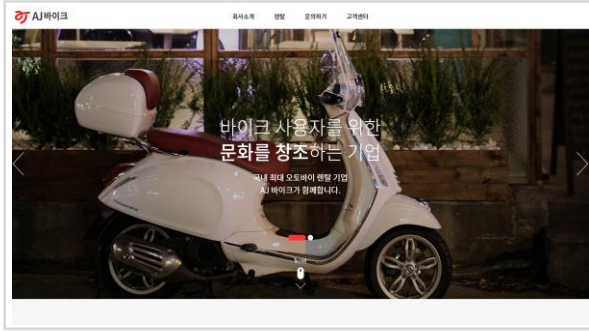 AJ바이크
회사소개 렌탈 문의하기 고객센터
바이크 사용자를 위한
문화를 창조하는 기업
국내 최대 오토바이 렌탈 기업
AJ 바이크가 함께합니다.